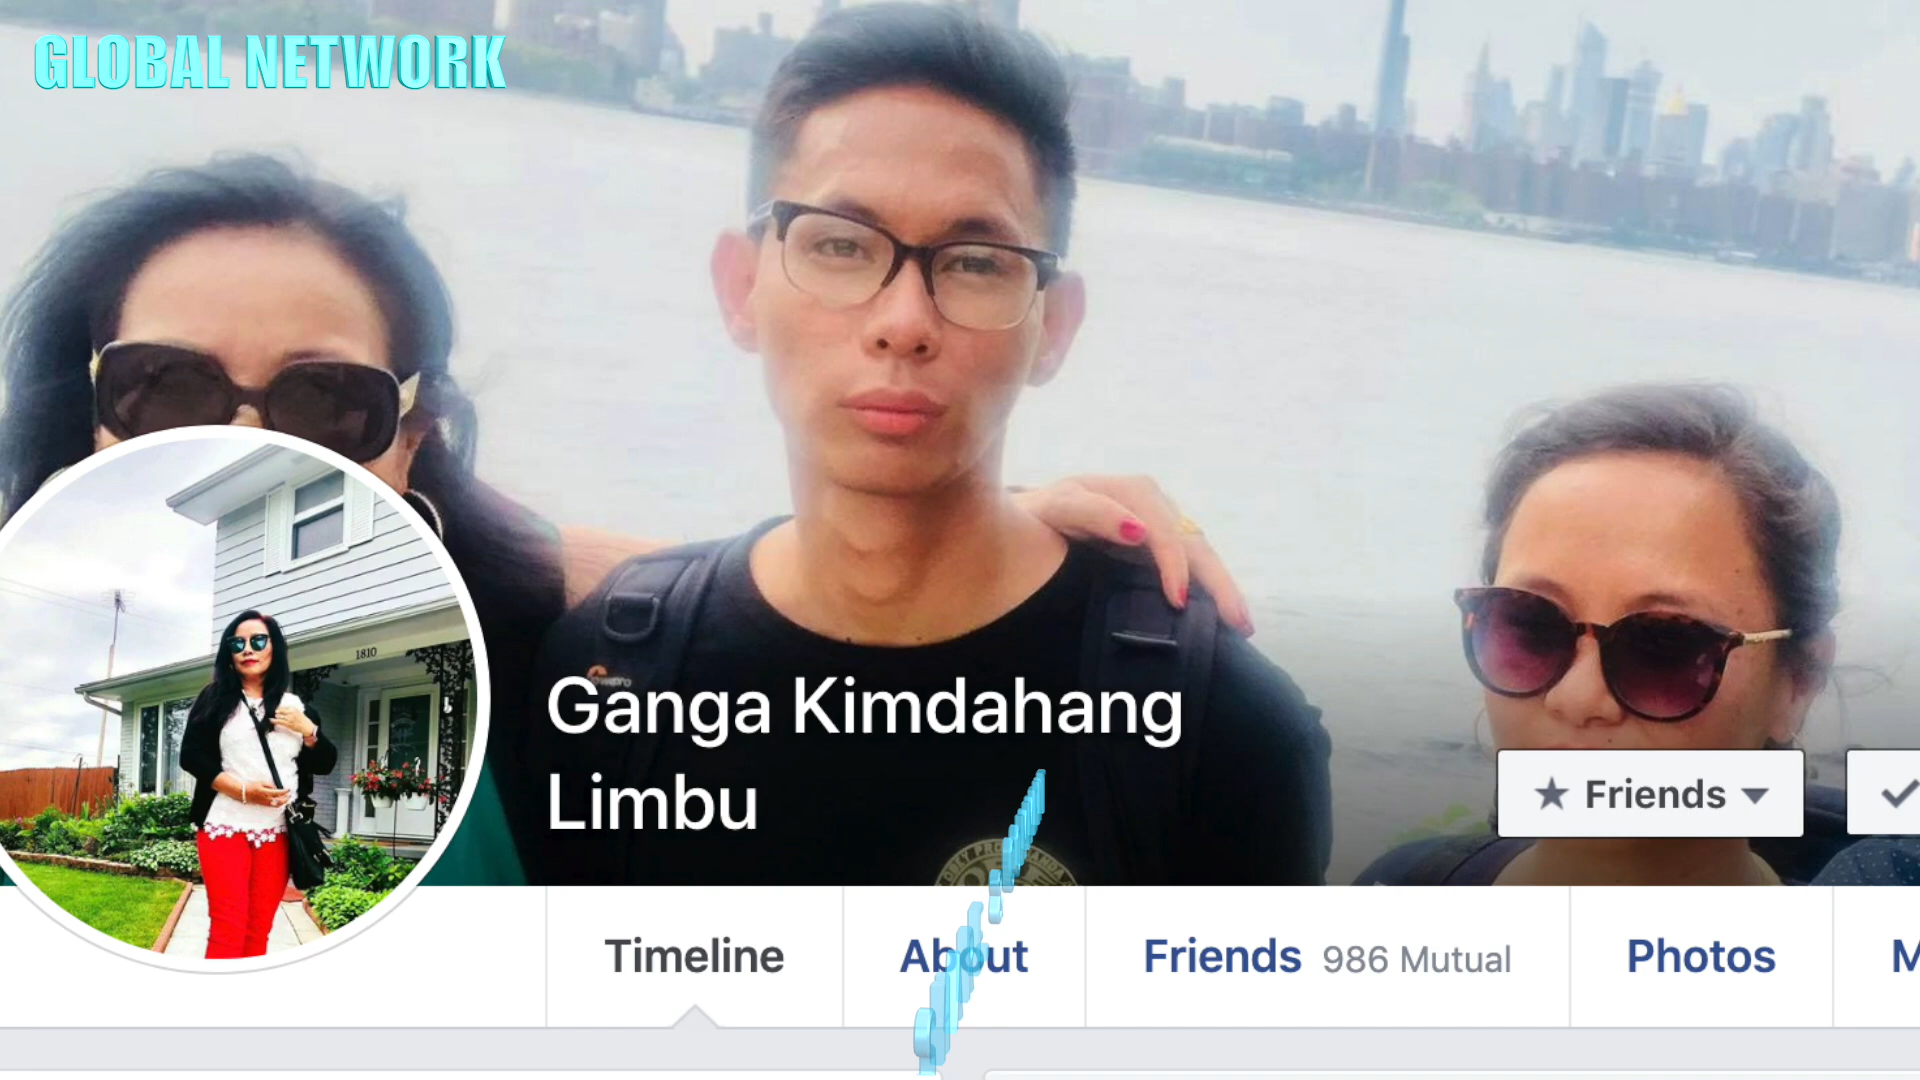 GLOBAL NETWORK
1810
Ganga Kimdahang
Limbu
Friends
Timeline
About
Friends 986 Mutual
Photos